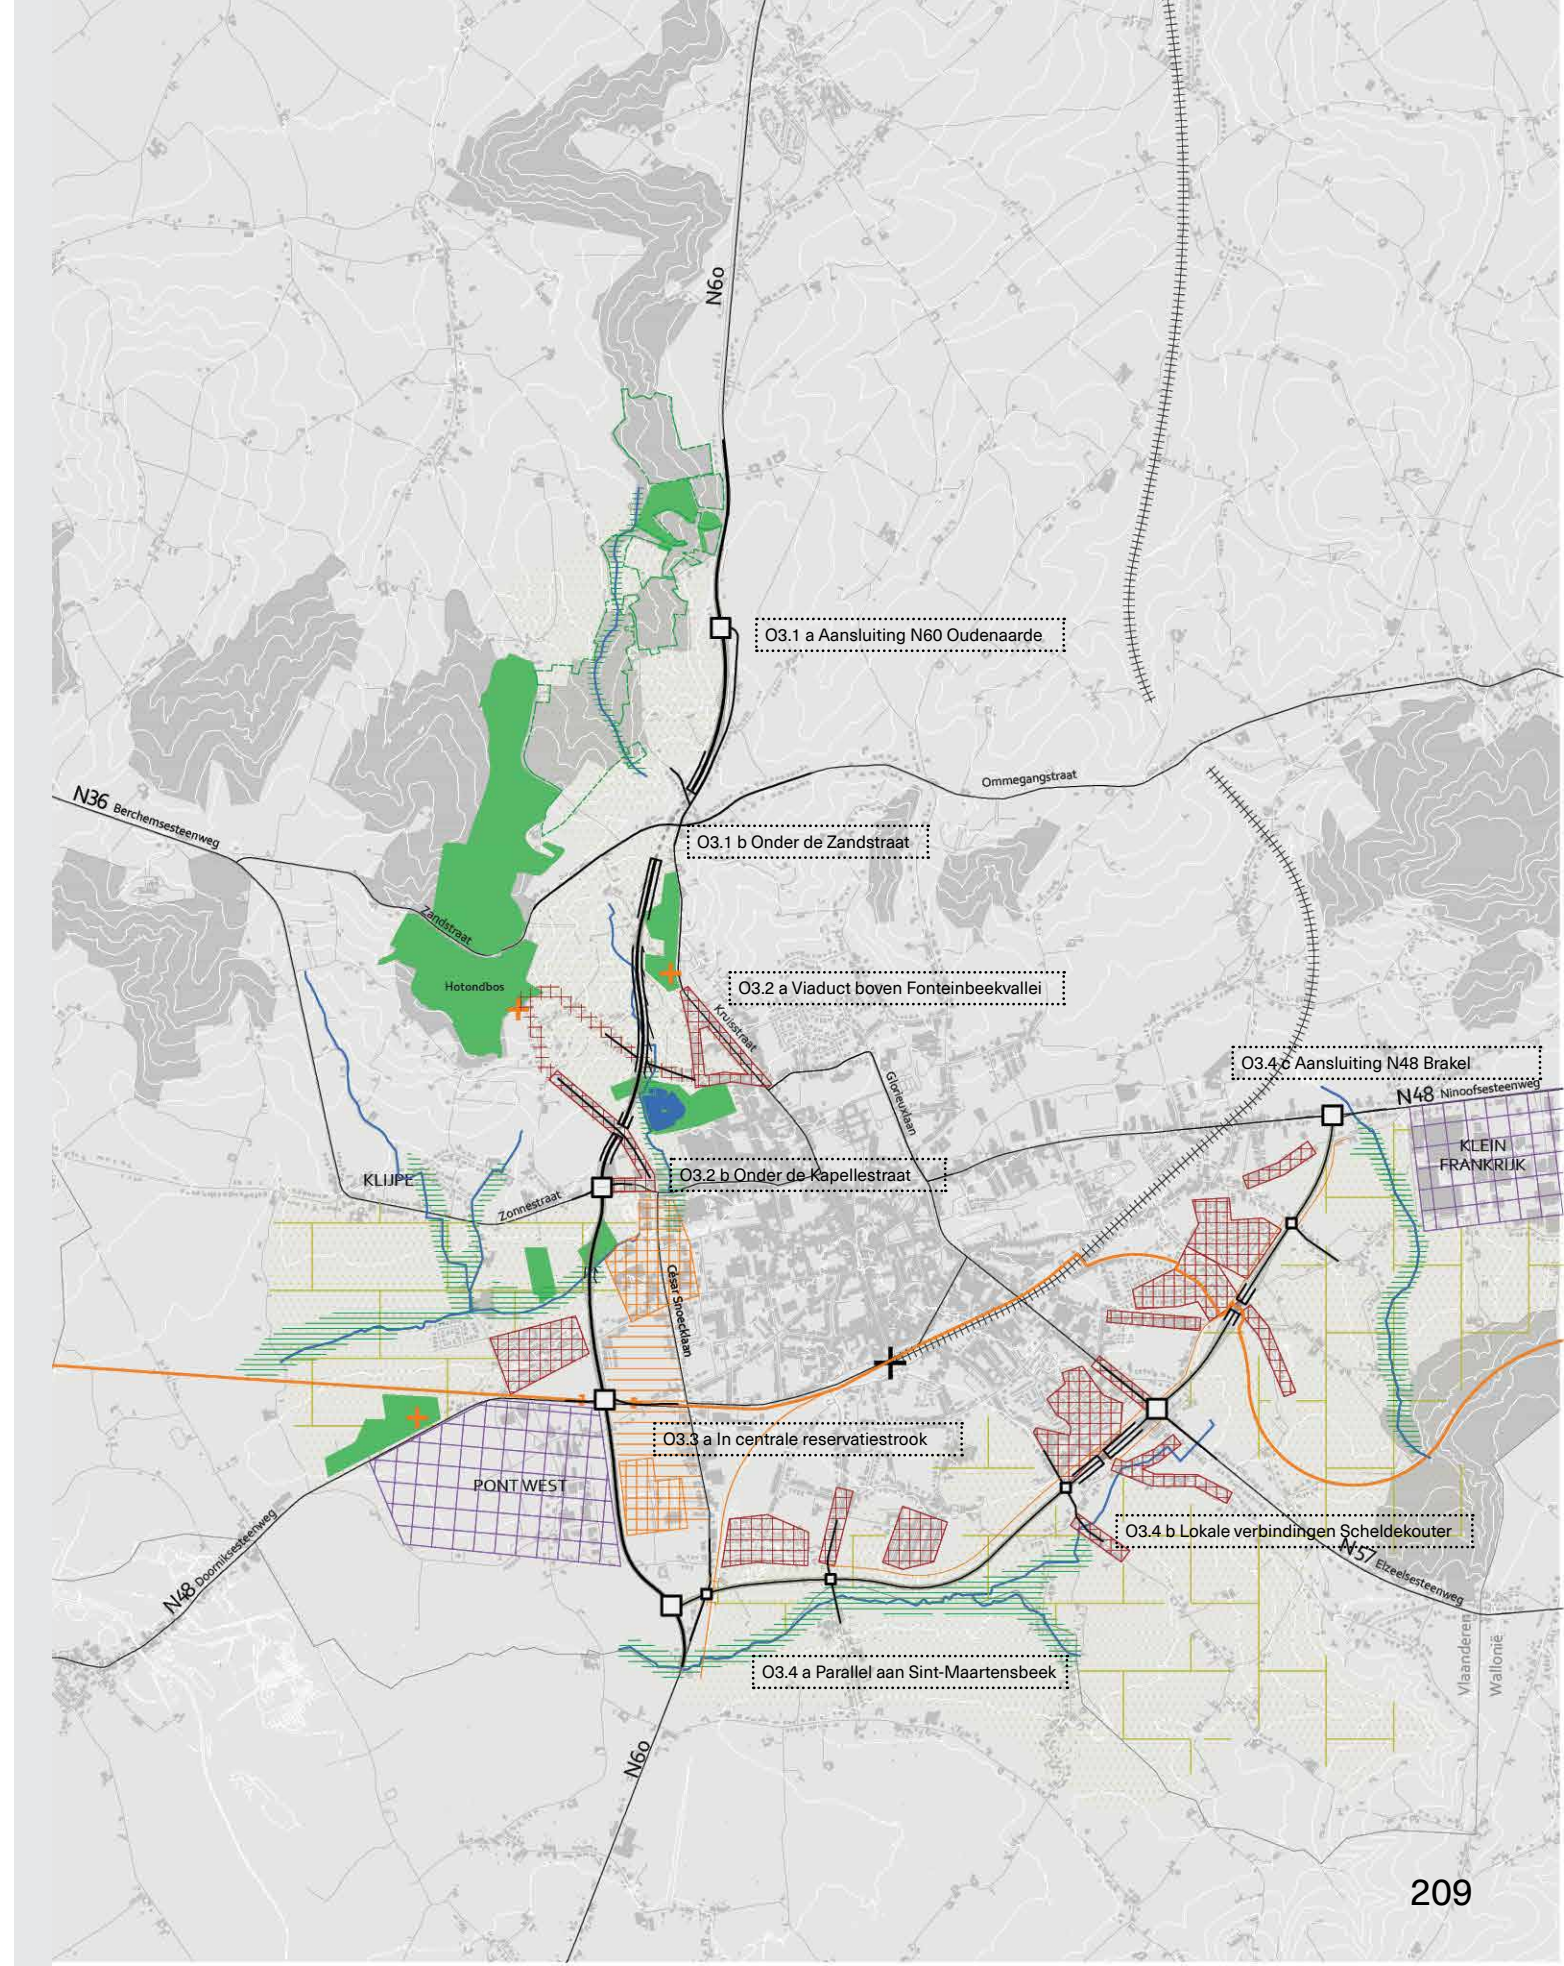 N60
O3.1 a Aansluiting N60 Oudenaarde
Ommegangstraat
N36 Berchemsesteenweg
O3.1 b Onder de Zandstraat
Zandstraat
Hotondbos
O3.2 a Viaduct boven Fonteinbeekvallei
Kruisstraat
Glorieuxlaan
O3.4 c Aansluiting N48 Brakel
N48 Ninoofsesteenweg
KLEIN
FRANKRIJK
O3.2 b Onder de Kapellestraat
KLIJPE
Zonnestraat
César Snoecklaan
O3.3 a In centrale reservatiestrook
PONT WEST
N48 Doorniksesteenweg
O3.4 b Lokale verbindingen Scheldekouter
N57 Elzeelsesteenweg
Vlaanderen
Wallonië
O3.4 a Parallel aan Sint-Maartensbeek
N60
209